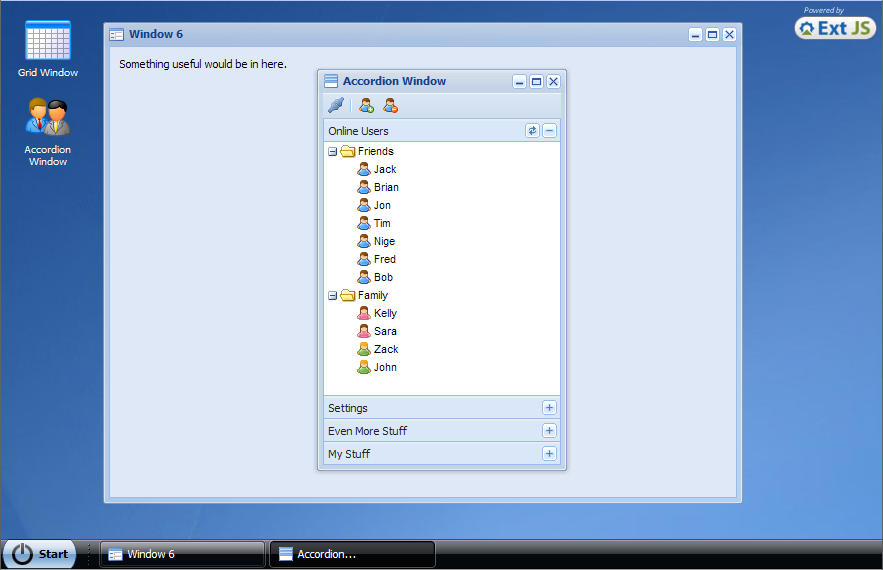 Powered by
Ext JS
Grid Window
Accordion
Window
Window 6
Something useful would be in here.
Accordion Window
Online Users
Friends
Jack
Brian
Jon
Tim
Nige
Fred
Bob
Family
Kelly
Sara
Zack
John
Settings
Even More Stuff
My Stuff
Start
Window 6
Accordion...